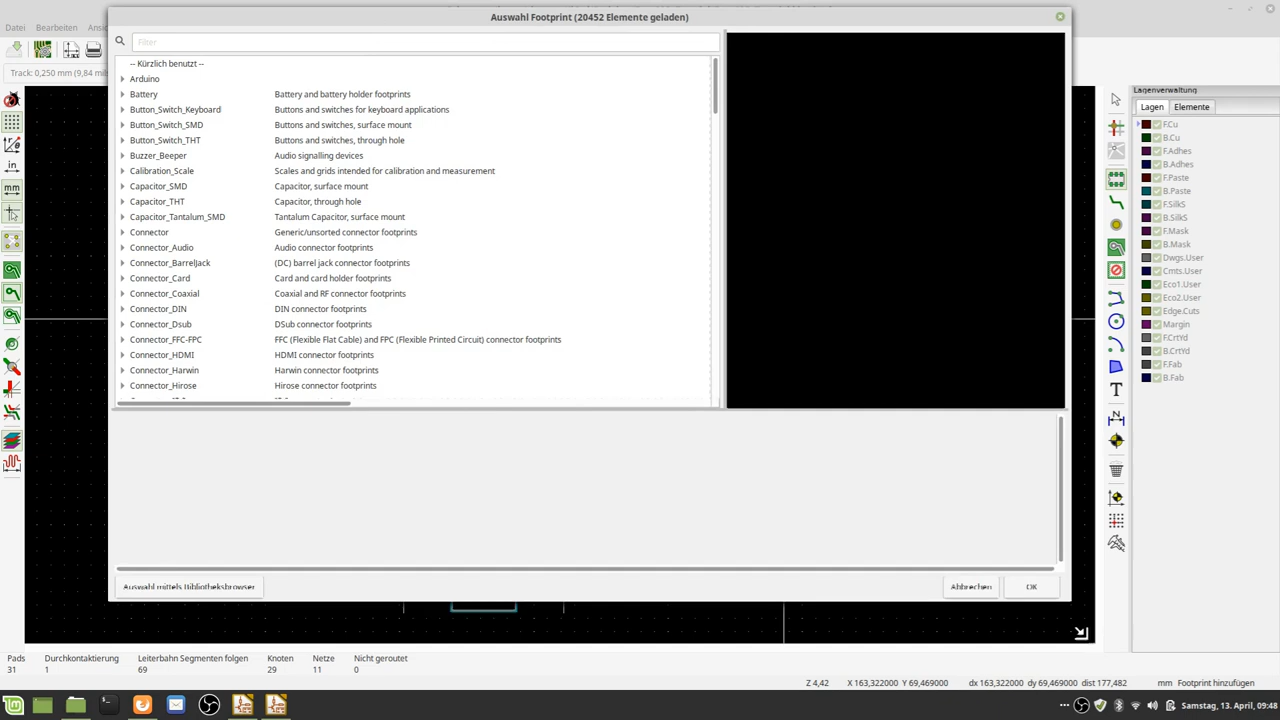 Auswahl Footprint (20452 Elemente geladen)
Datei Bearbeiten Ansi
Track: 0,250 mm (9,84 mil
Filter
-- Kürzlich benutzt --
Arduino
Battery Battery and battery holder footprints
Button_Switch_Keyboard Buttons and switches for keyboard applications
Button_Switch_SMD Buttons and switches, surface mount
Button_Switch_THT Buttons and switches, through hole
Buzzer_Beeper Audio signalling devices
Calibration_Scale Scales and grids intended for calibration and measurement
Capacitor_SMD Capacitor, surface mount
Capacitor_THT Capacitor, through hole
Capacitor_Tantalum_SMD Tantalum Capacitor, surface mount
Connector Generic/unsorted connector footprints
Connector_Audio Audio connector footprints
Connector_BarrelJack (DC) barrel jack connector footprints
Connector_Card Card and card holder footprints
Connector_Coaxial Coaxial and RF connector footprints
Connector_DIN DIN connector footprints
Connector_Dsub DSub connector footprints
Connector_FFC-FPC FFC (Flexible Flat Cable) and FPC (Flexible Printed Circuit) connector footprints
Connector_HDMI HDMI connector footprints
Connector_Harwin Harwin connector footprints
Connector_Hirose Hirose connector footprints
Auswahl mittels Bibliotheksbrowser
Abbrechen OK
in
mm
Lagenverwaltung
Lagen Elemente
F.Cu
B.Cu
F.Adhes
B.Adhes
F.Paste
B.Paste
F.SilkS
B.SilkS
F.Mask
B.Mask
Dwgs.User
Cmts.User
Eco1.User
Eco2.User
Edge.Cuts
Margin
F.CrtYd
B.CrtYd
F.Fab
B.Fab
Pads Durchkontaktierung Leiterbahn Segmenten folgen Knoten Netze Nicht geroutet
31 1 69 29 11 0
Z 4,42 X 163,322000 Y 69,469000 dx 163,322000 dy 69,469000 dist 177,482 mm Footprint hinzufügen
Samstag, 13. April, 09:48